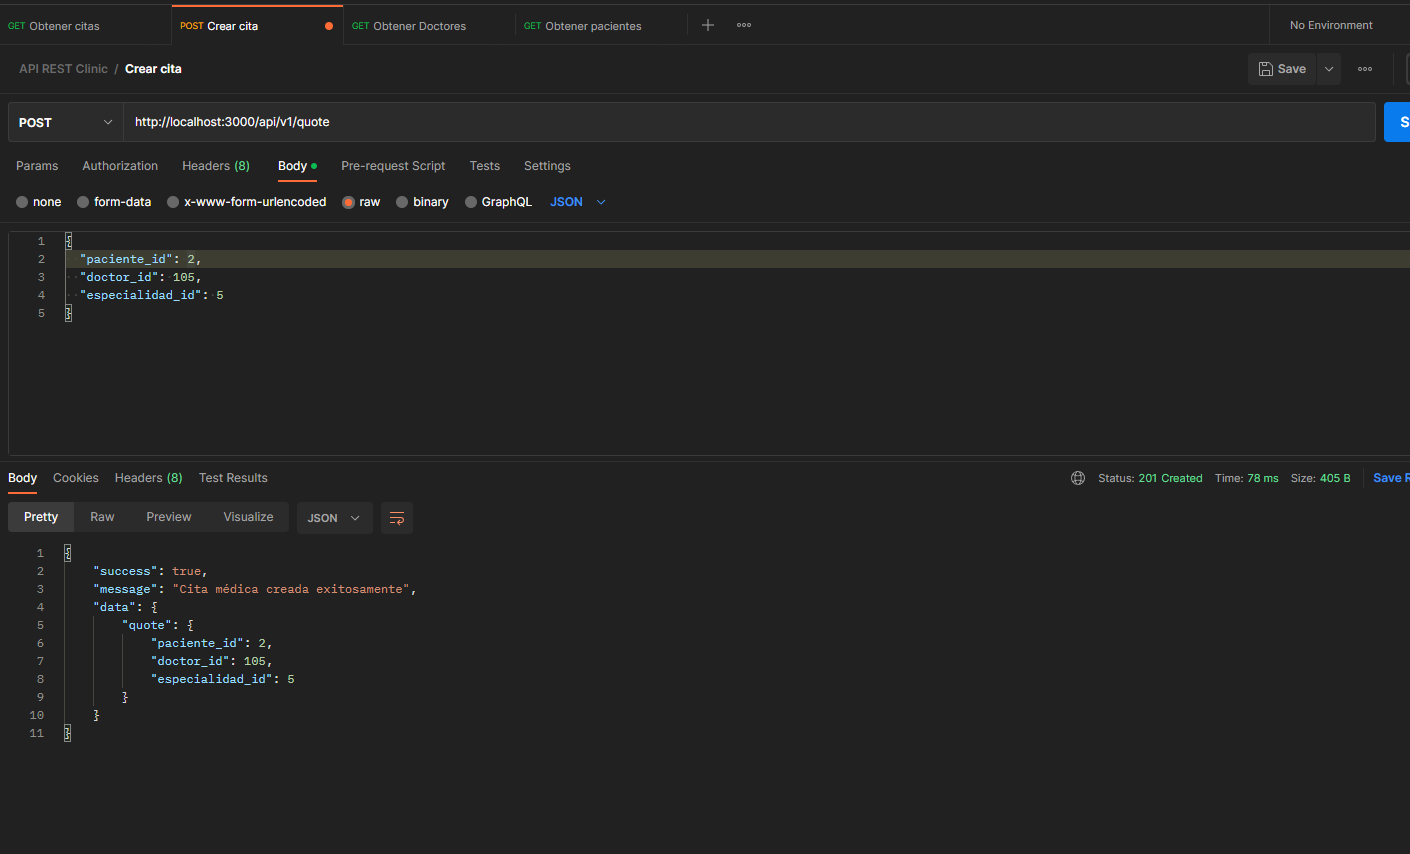 GET Obtener citas POST Crear cita GET Obtener Doctores GET Obtener pacientes No Environment
API REST Clinic / Crear cita Save
POST http://localhost:3000/api/v1/quote S
Params Authorization Headers (8) Body Pre-request Script Tests Settings
none form-data x-www-form-urlencoded raw binary GraphQL JSON
1 {
2 "paciente_id": 2,
3 "doctor_id": 105,
4 "especialidad_id": 5
5 }
Body Cookies Headers (8) Test Results Status: 201 Created Time: 78 ms Size: 405 B Save R
Pretty Raw Preview Visualize JSON
1 {
2 "success": true,
3 "message": "Cita médica creada exitosamente",
4 "data": {
5 "quote": {
6 "paciente_id": 2,
7 "doctor_id": 105,
8 "especialidad_id": 5
9 }
10 }
11 }